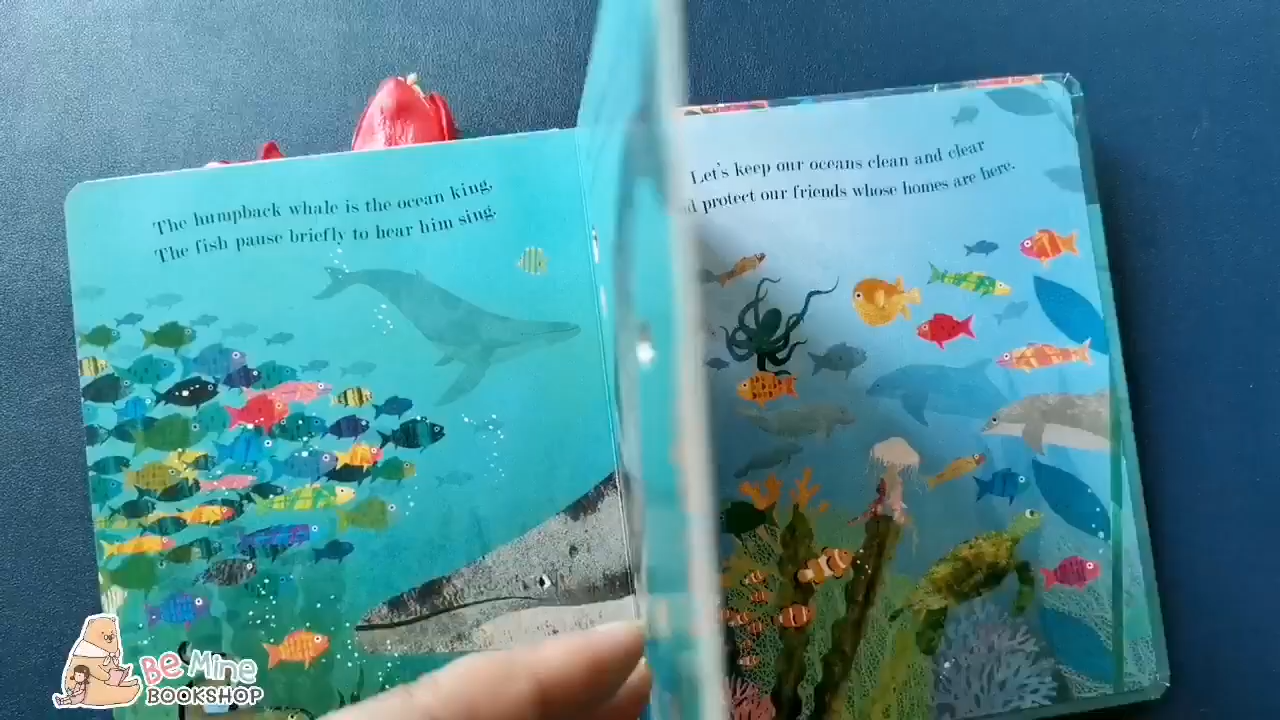 The humpback whale is the ocean king,
The fish pause briefly to hear him sing.
Let's keep our oceans clean and clear
protect our friends whose homes are here.
Be Mine
BOOKSHOP